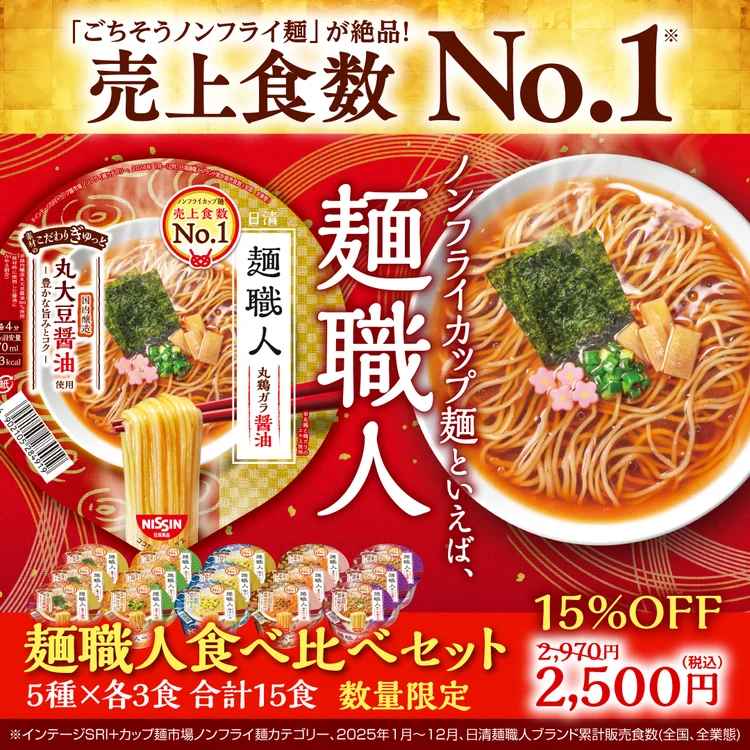 「ごちそうノンフライ麺」が絶品!
売上食数 No.1※
ノンフライカップ麺といえば、
麺職人
ノンフライカップ麺
売上食数
No.1
日清
麺職人
丸鶏ガラ醤油
素材のこだわりぎゅっと
国内醸造
丸大豆醤油
使用
ー豊かな旨みとコクー
NISSIN
日清食品
麺職人食べ比べセット
5種×各3食 合計15食 数量限定
15%OFF
2,970円
2,500円(税込)
※インテージSRI+カップ麺市場ノンフライ麺カテゴリー、2025年1月~12月、日清麺職人ブランド累計販売食数(全国、全業態)